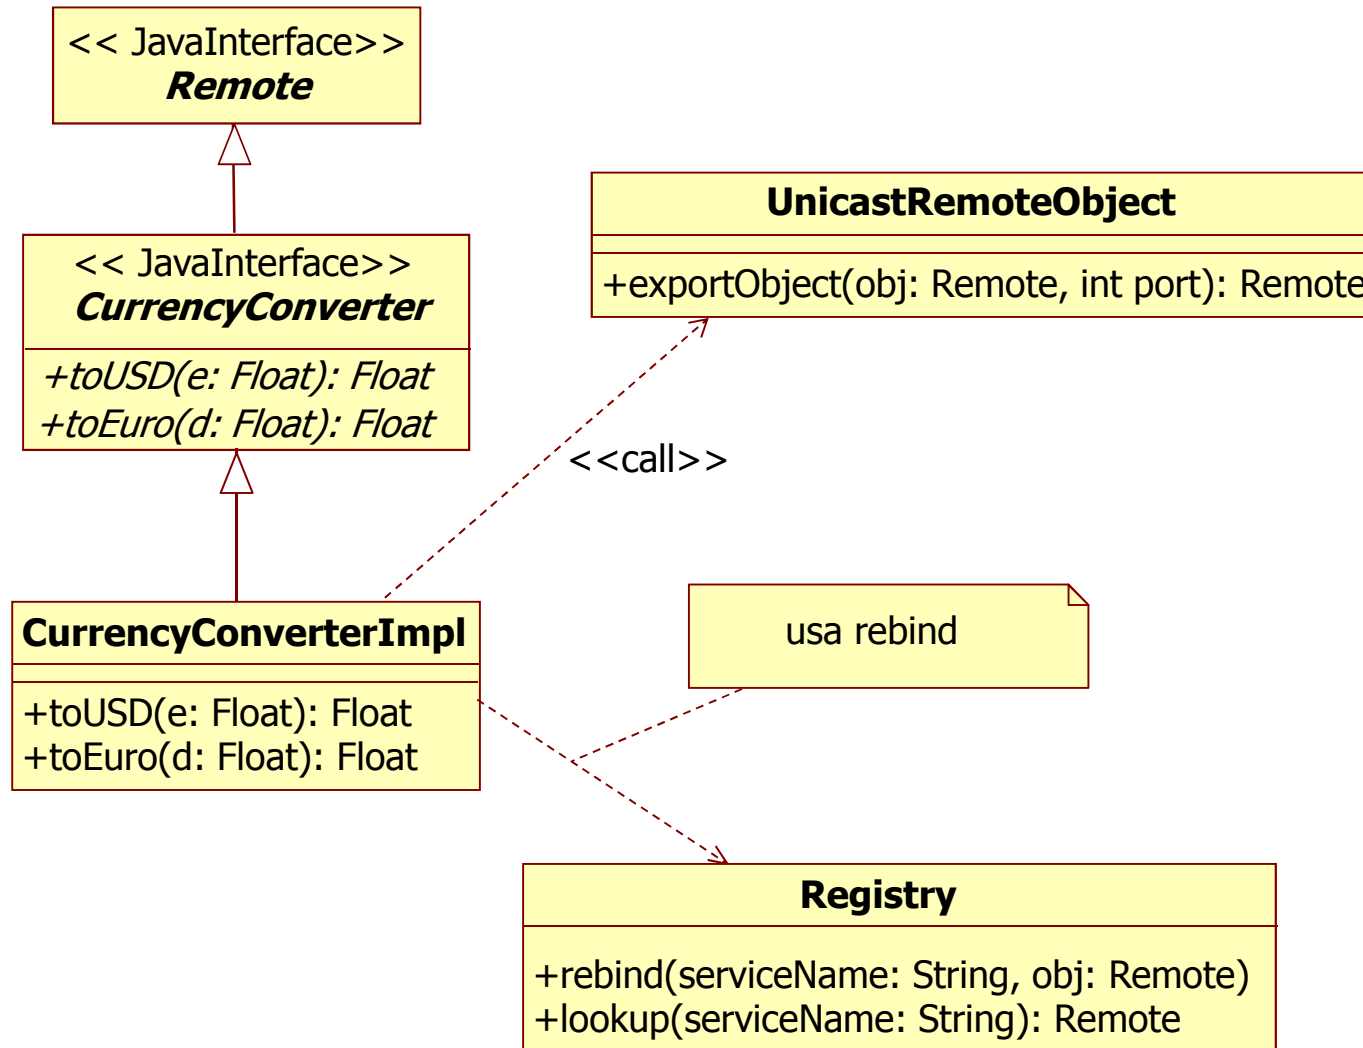 << JavaInterface>>
Remote
<< JavaInterface>>
CurrencyConverter
+toUSD(e: Float): Float
+toEuro(d: Float): Float
UnicastRemoteObject
+exportObject(obj: Remote, int port): Remote
<<call>>
CurrencyConverterImpl
+toUSD(e: Float): Float
+toEuro(d: Float): Float
usa rebind
Registry
+rebind(serviceName: String, obj: Remote)
+lookup(serviceName: String): Remote